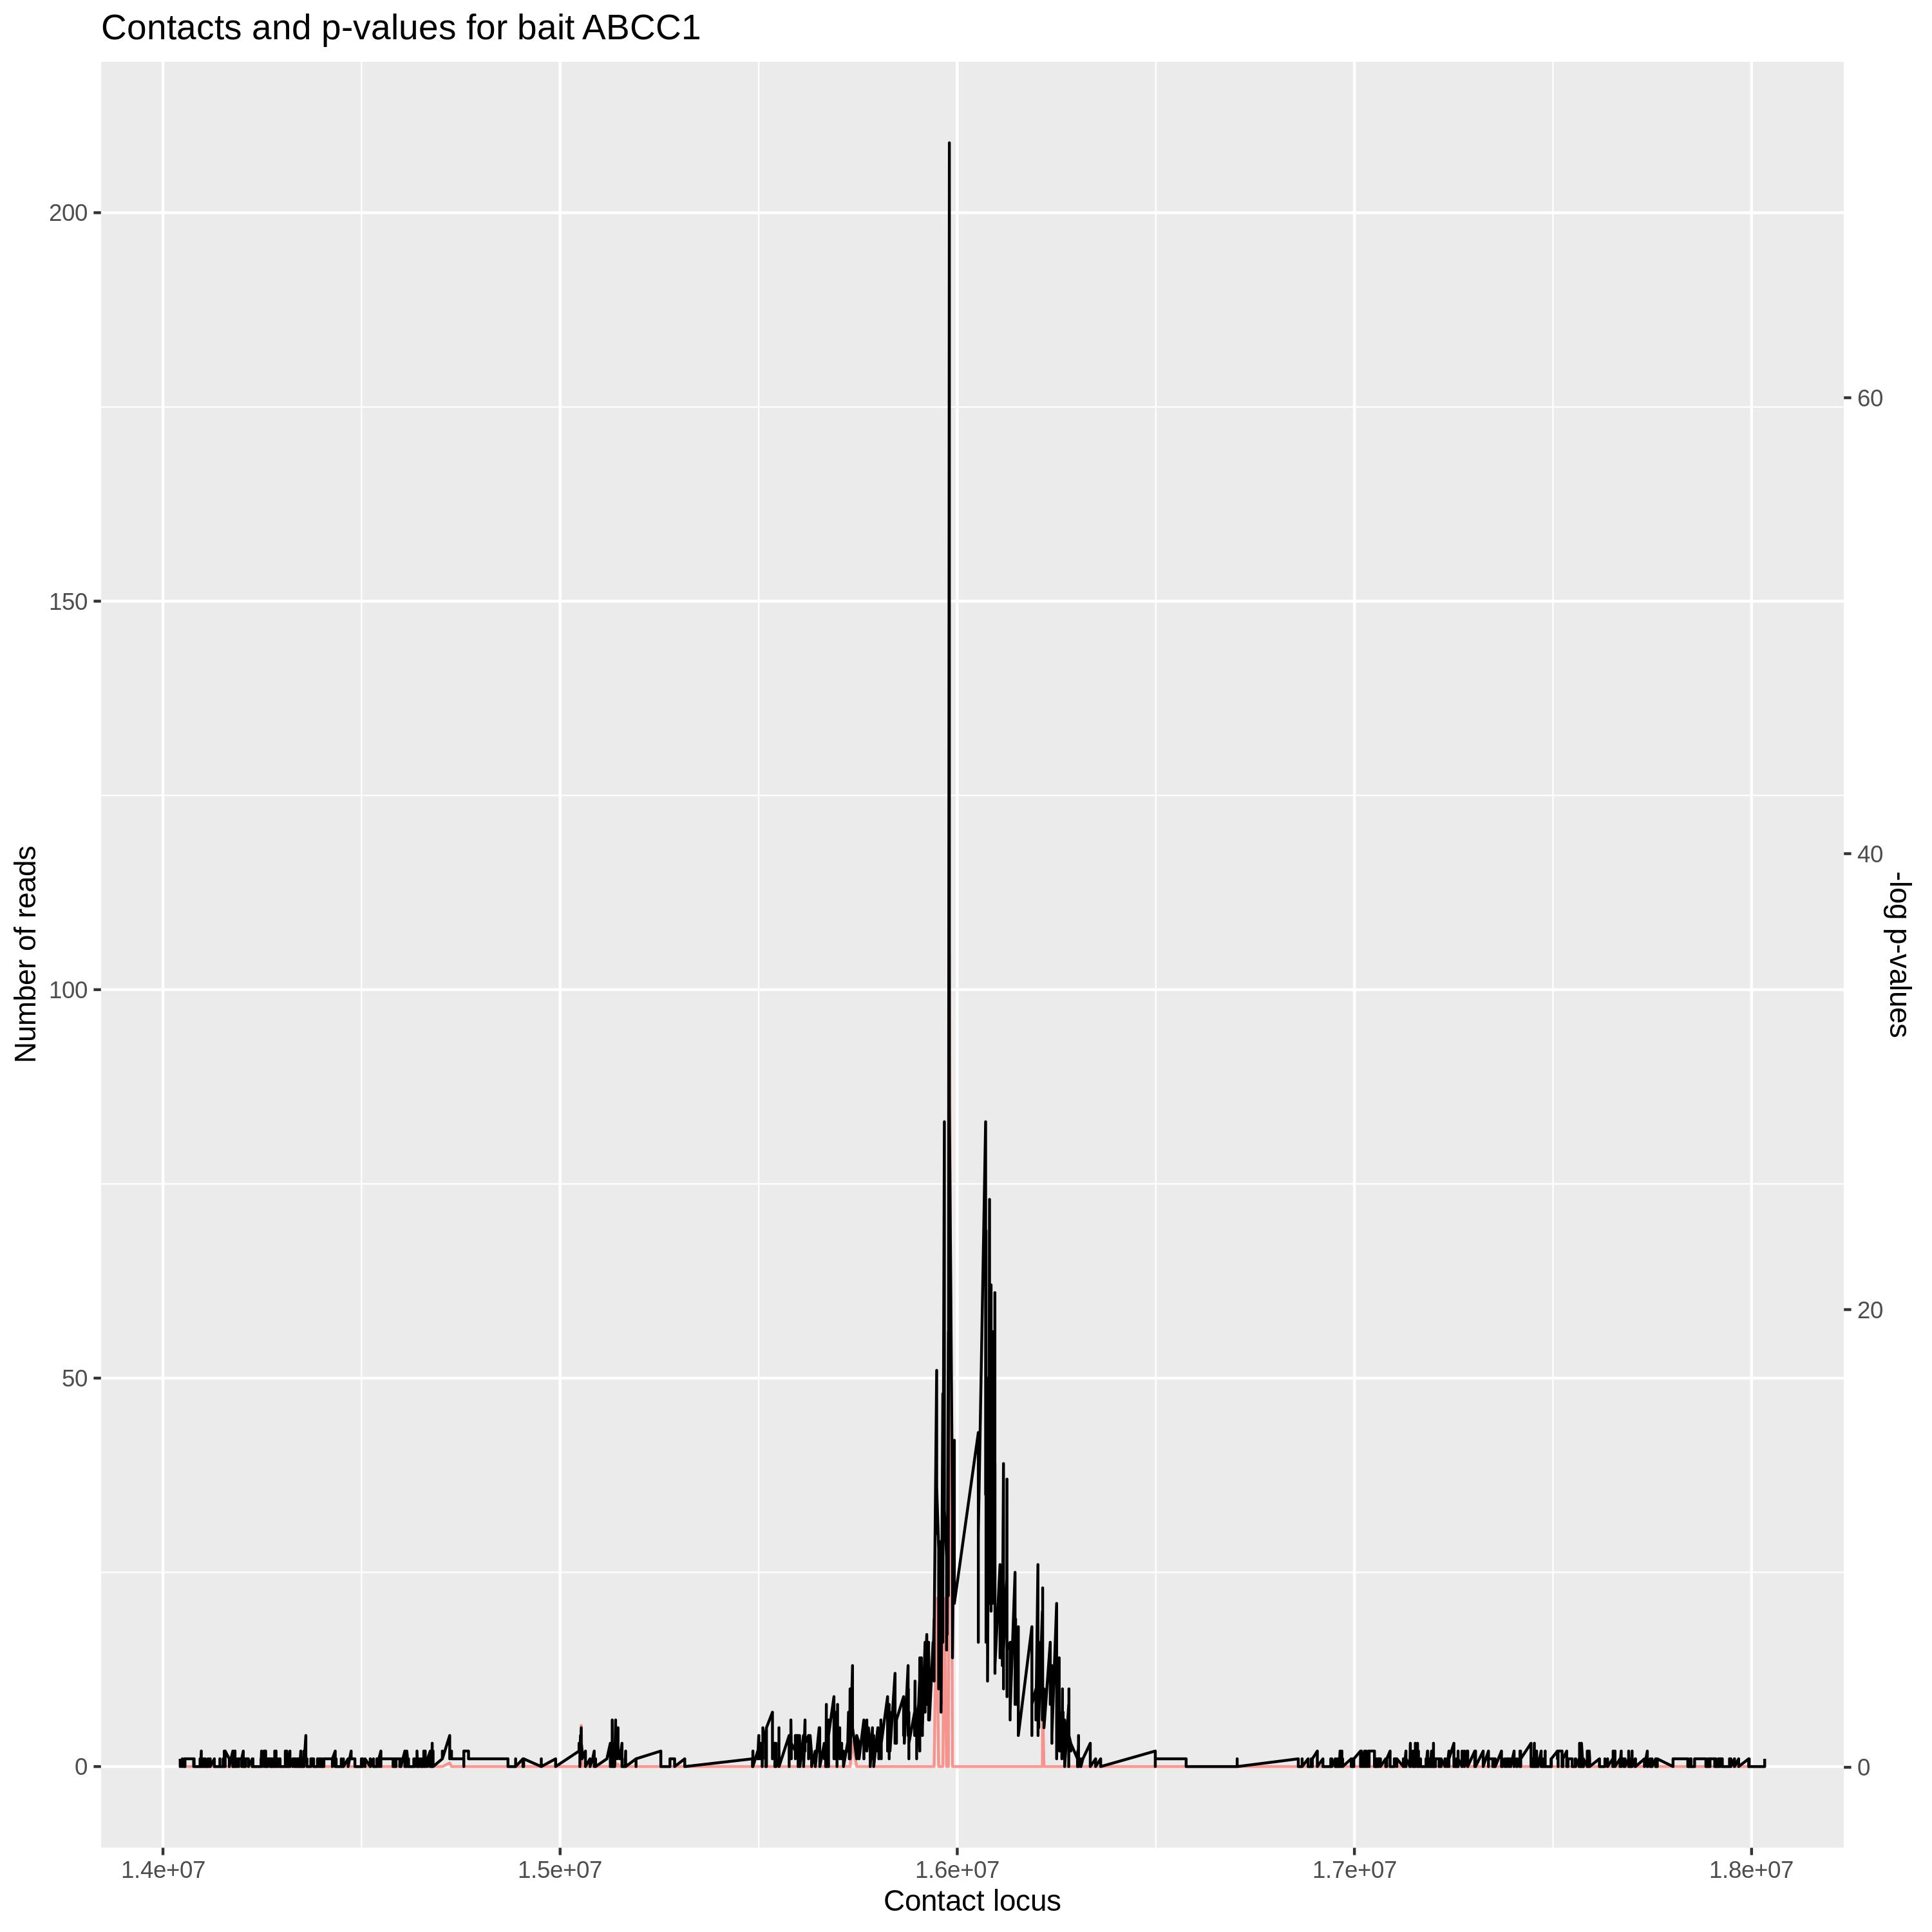 Contacts and p-values for bait ABCC1
200
150
100
50
0
Number of reads
60
40
20
0
-log p-values
1.4e+07
1.5e+07
1.6e+07
1.7e+07
1.8e+07
Contact locus